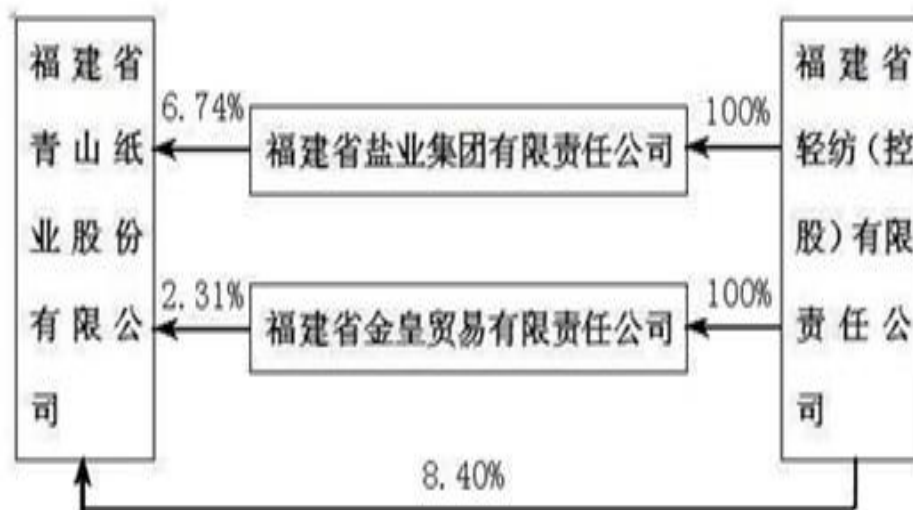 福建省
青山纸
业股份
有限公
司
6.74%
福建省盐业集团有限责任公司
100%
2.31%
福建省金皇贸易有限责任公司
100%
福建省
轻纺（控
股）有限
责任公
司
8.40%